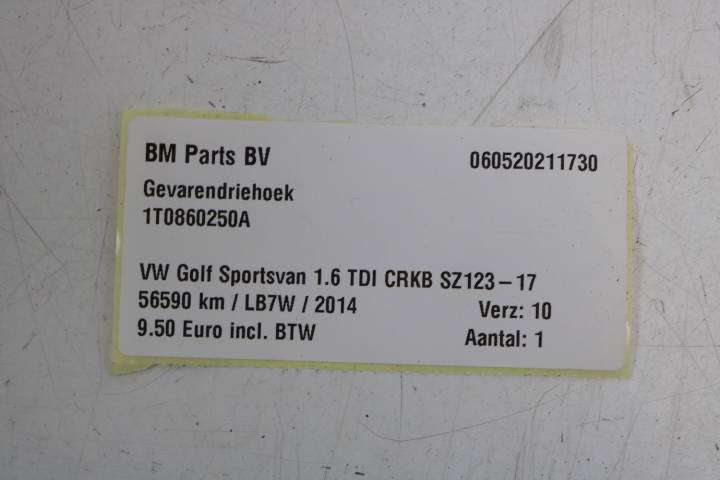 BM Parts BV 060520211730
Gevarendriehoek
1T0860250A
VW Golf Sportsvan 1.6 TDI CRKB SZ123-17
56590 km / LB7W / 2014 Verz: 10
9.50 Euro incl. BTW Aantal: 1